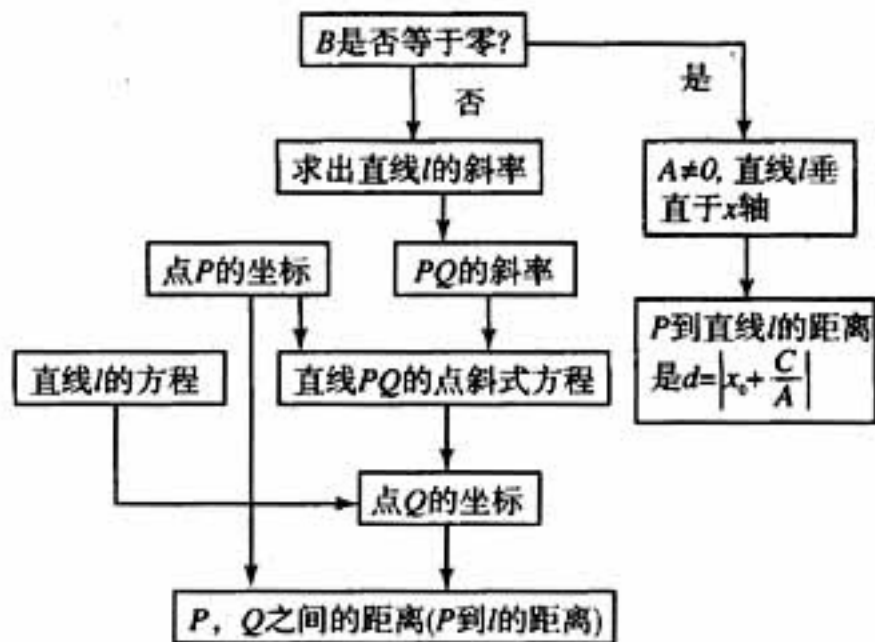 B是否等于零?
否
是
求出直线l的斜率
A≠0, 直线l垂
直于x轴
点P的坐标
PQ的斜率
P到直线l的距离
是d=|x₀+C/A|
直线l的方程
直线PQ的点斜式方程
点Q的坐标
P，Q之间的距离(P到l的距离)